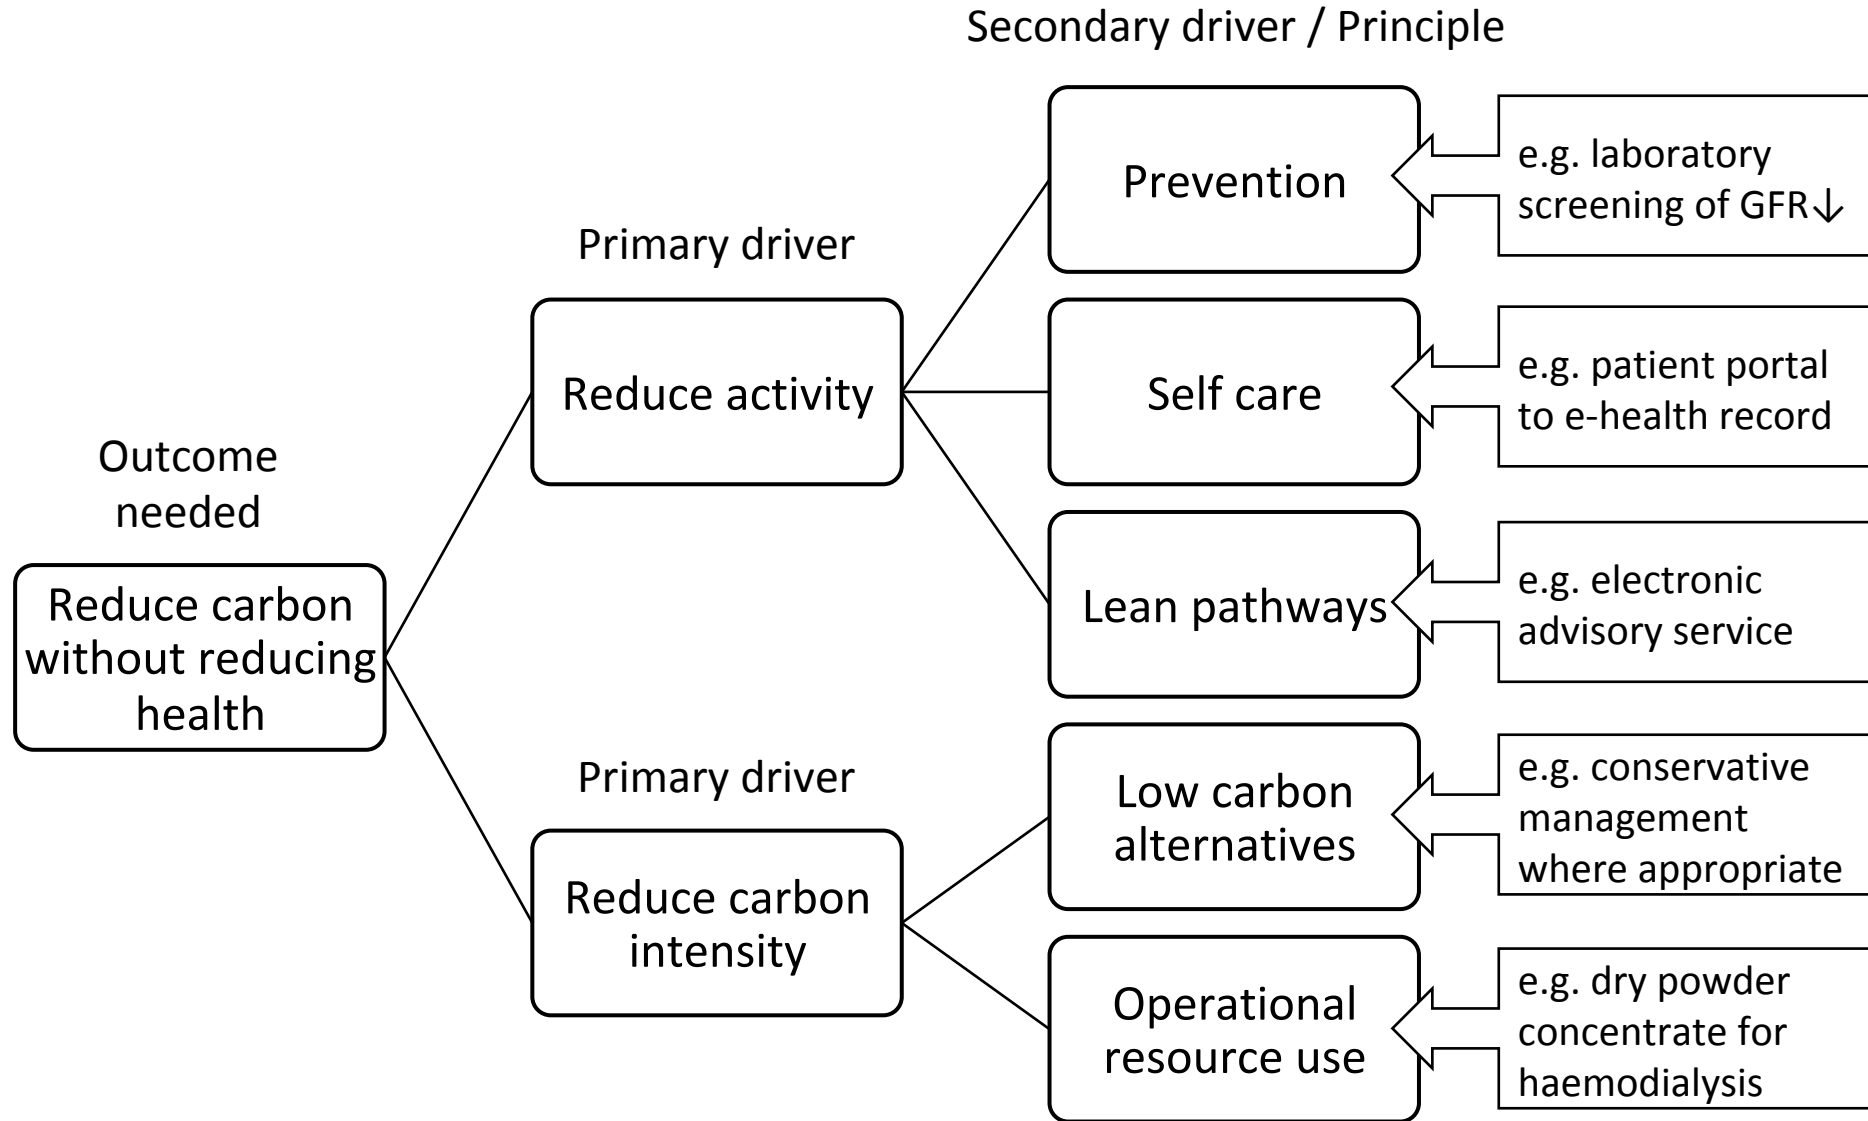 Secondary driver / Principle
Prevention
e.g. laboratory
screening of GFR↓
Primary driver
Reduce activity
Self care
e.g. patient portal
to e-health record
Outcome
needed
Reduce carbon
without reducing
health
Lean pathways
e.g. electronic
advisory service
Primary driver
Reduce carbon
intensity
Low carbon
alternatives
e.g. conservative
management
where appropriate
Operational
resource use
e.g. dry powder
concentrate for
haemodialysis